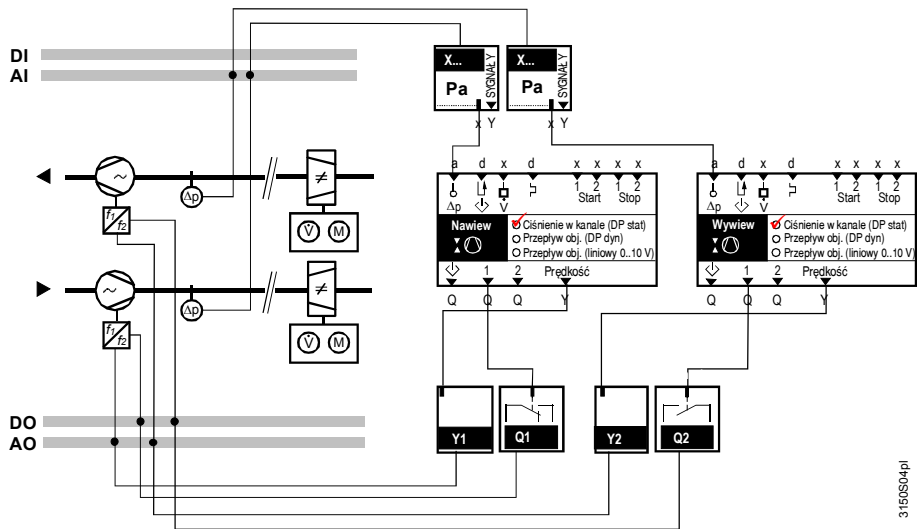 DI
AI
X...
Pa
SYGNAŁY
x Y
X...
Pa
SYGNAŁY
x Y
~
Δp
≠
f1
f2
V̇ M
~
Δp
≠
f1
f2
V̇ M
a d x d x x x x
1 2 1 2
Δp V̇ Start Stop
Nawiew
Ciśnienie w kanale (DP stat)
Przepływ obj. (DP dyn)
Przepływ obj. (liniowy 0..10 V)
1 2 Prędkość
Q Q Q Y
a d x d x x x x
1 2 1 2
Δp V̇ Start Stop
Wywiew
Ciśnienie w kanale (DP stat)
Przepływ obj. (DP dyn)
Przepływ obj. (liniowy 0..10 V)
1 2 Prędkość
Q Q Q Y
DO
AO
Y1
Q1
Y2
Q2
3150S04pl